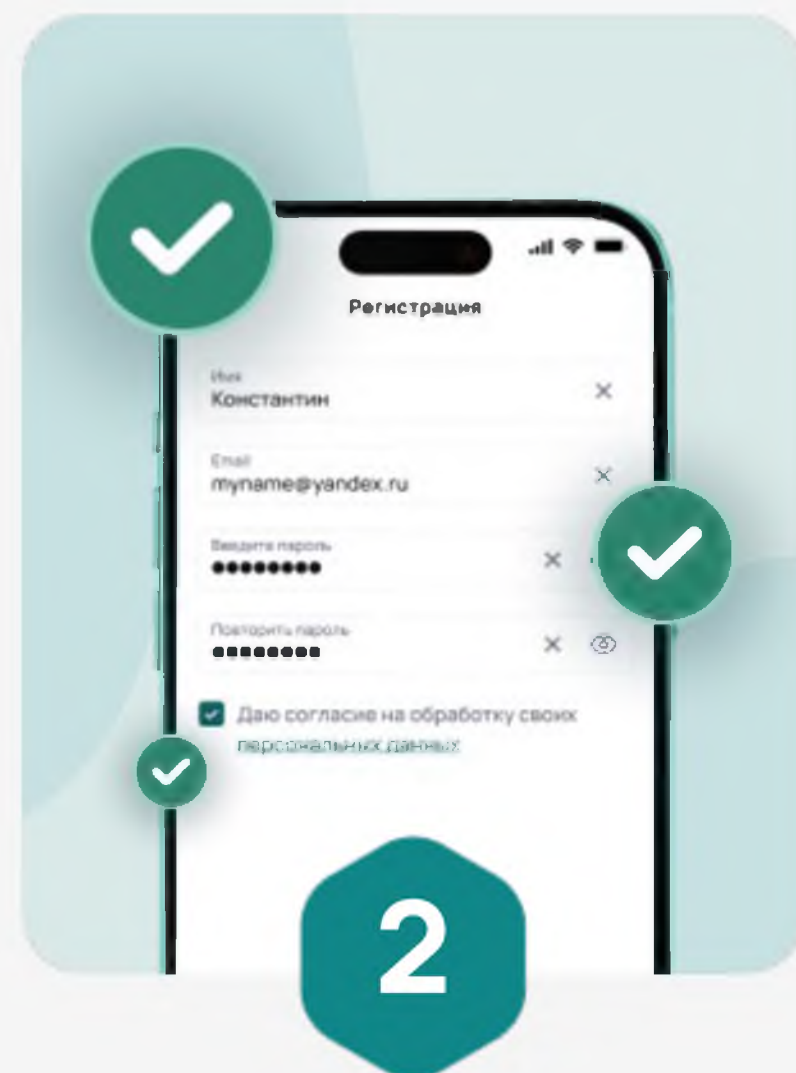 Регистрация
Имя
Константин
Email
myname@yandex.ru
Введите пароль
Повторить пароль
Даю согласие на обработку своих
персональных данных
2